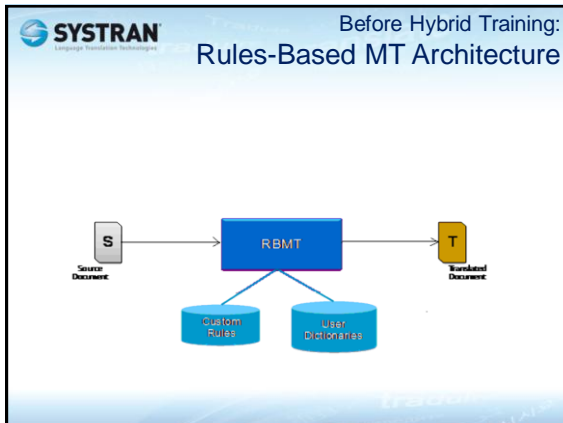 SYSTRAN
Language Translation Technologies
Before Hybrid Training:
Rules-Based MT Architecture
S
RBMT
T
Source
Document
Translated
Document
Custom
Rules
User
Dictionaries